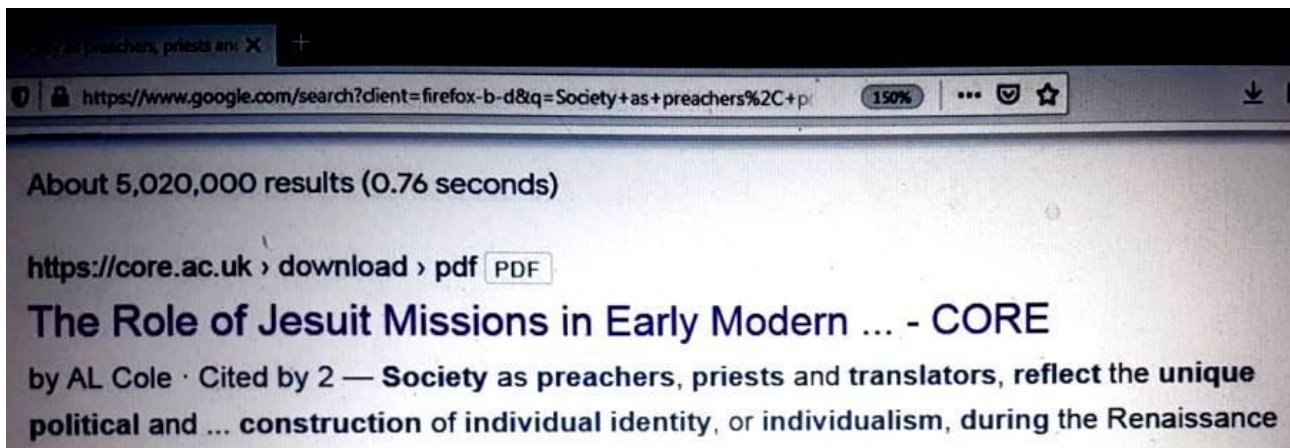 preachers, priests and X +
https://www.google.com/search?client=firefox-b-d&q=Society+as+preachers%2C+p 150% ...
About 5,020,000 results (0.76 seconds)
https://core.ac.uk › download › pdf PDF
The Role of Jesuit Missions in Early Modern ... - CORE
by AL Cole · Cited by 2 — Society as preachers, priests and translators, reflect the unique
political and ... construction of individual identity, or individualism, during the Renaissance